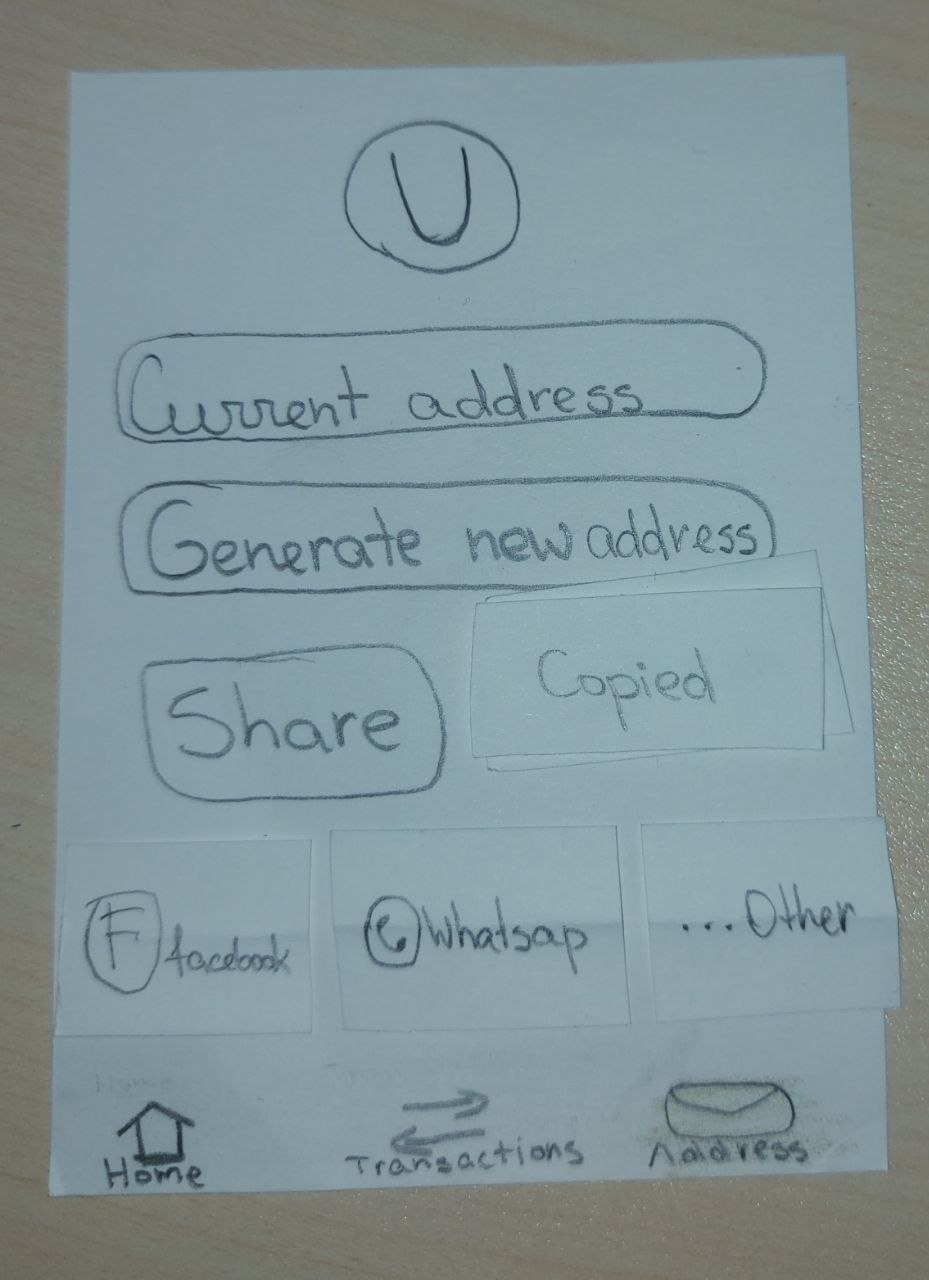 U
Current address
Generate new address
Share
Copied
F facebook
Whatsap
...Other
Home
Transactions
Address